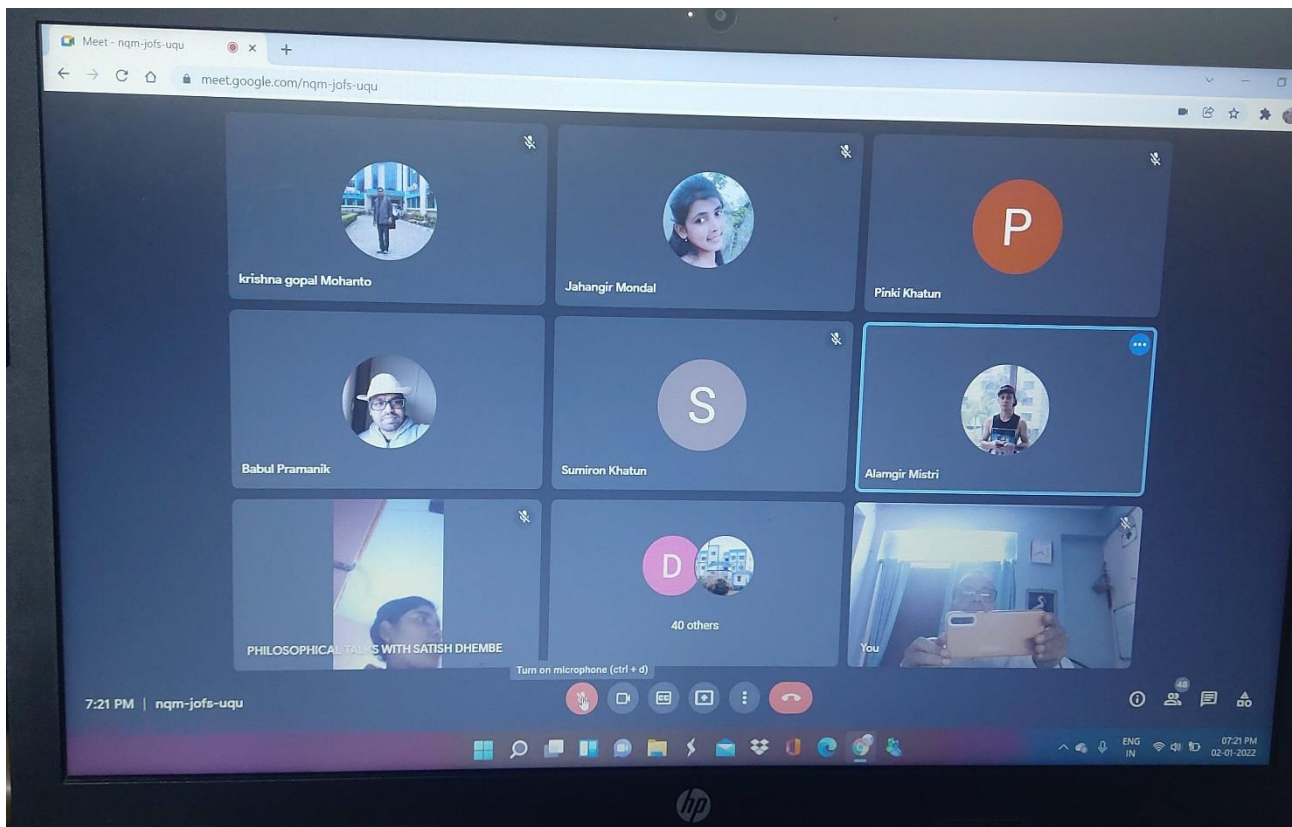 Meet - nqm-jofs-uqu
meet.google.com/nqm-jofs-uqu
krishna gopal Mohanto
Jahangir Mondal
P
Pinki Khatun
Babul Pramanik
S
Sumiron Khatun
Alamgir Mistri
PHILOSOPHICAL TALKS WITH SATISH DHEMBE
D
40 others
You
Turn on microphone (ctrl + d)
7:21 PM | nqm-jofs-uqu
CC
48
ENG
IN
07:21 PM
02-01-2022
hp